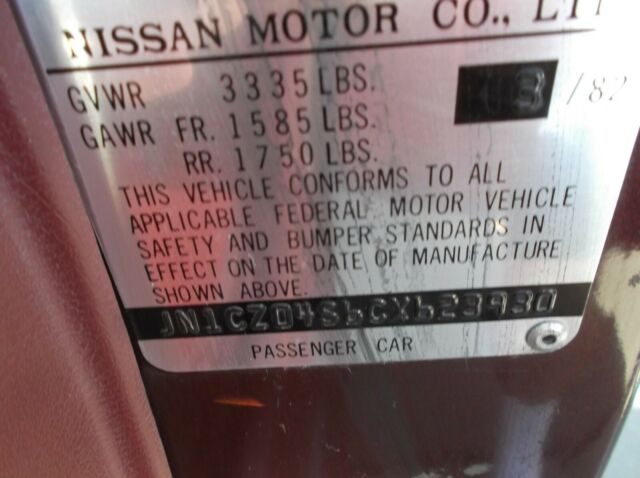 NISSAN MOTOR CO., LT
GVWR 3335 LBS. 3/82
GAWR FR. 1585 LBS.
RR. 1750 LBS.
THIS VEHICLE CONFORMS TO ALL
APPLICABLE FEDERAL MOTOR VEHICLE
SAFETY AND BUMPER STANDARDS IN
EFFECT ON THE DATE OF MANUFACTURE
SHOWN ABOVE.
JN1CZ04S6CX623930
PASSENGER CAR